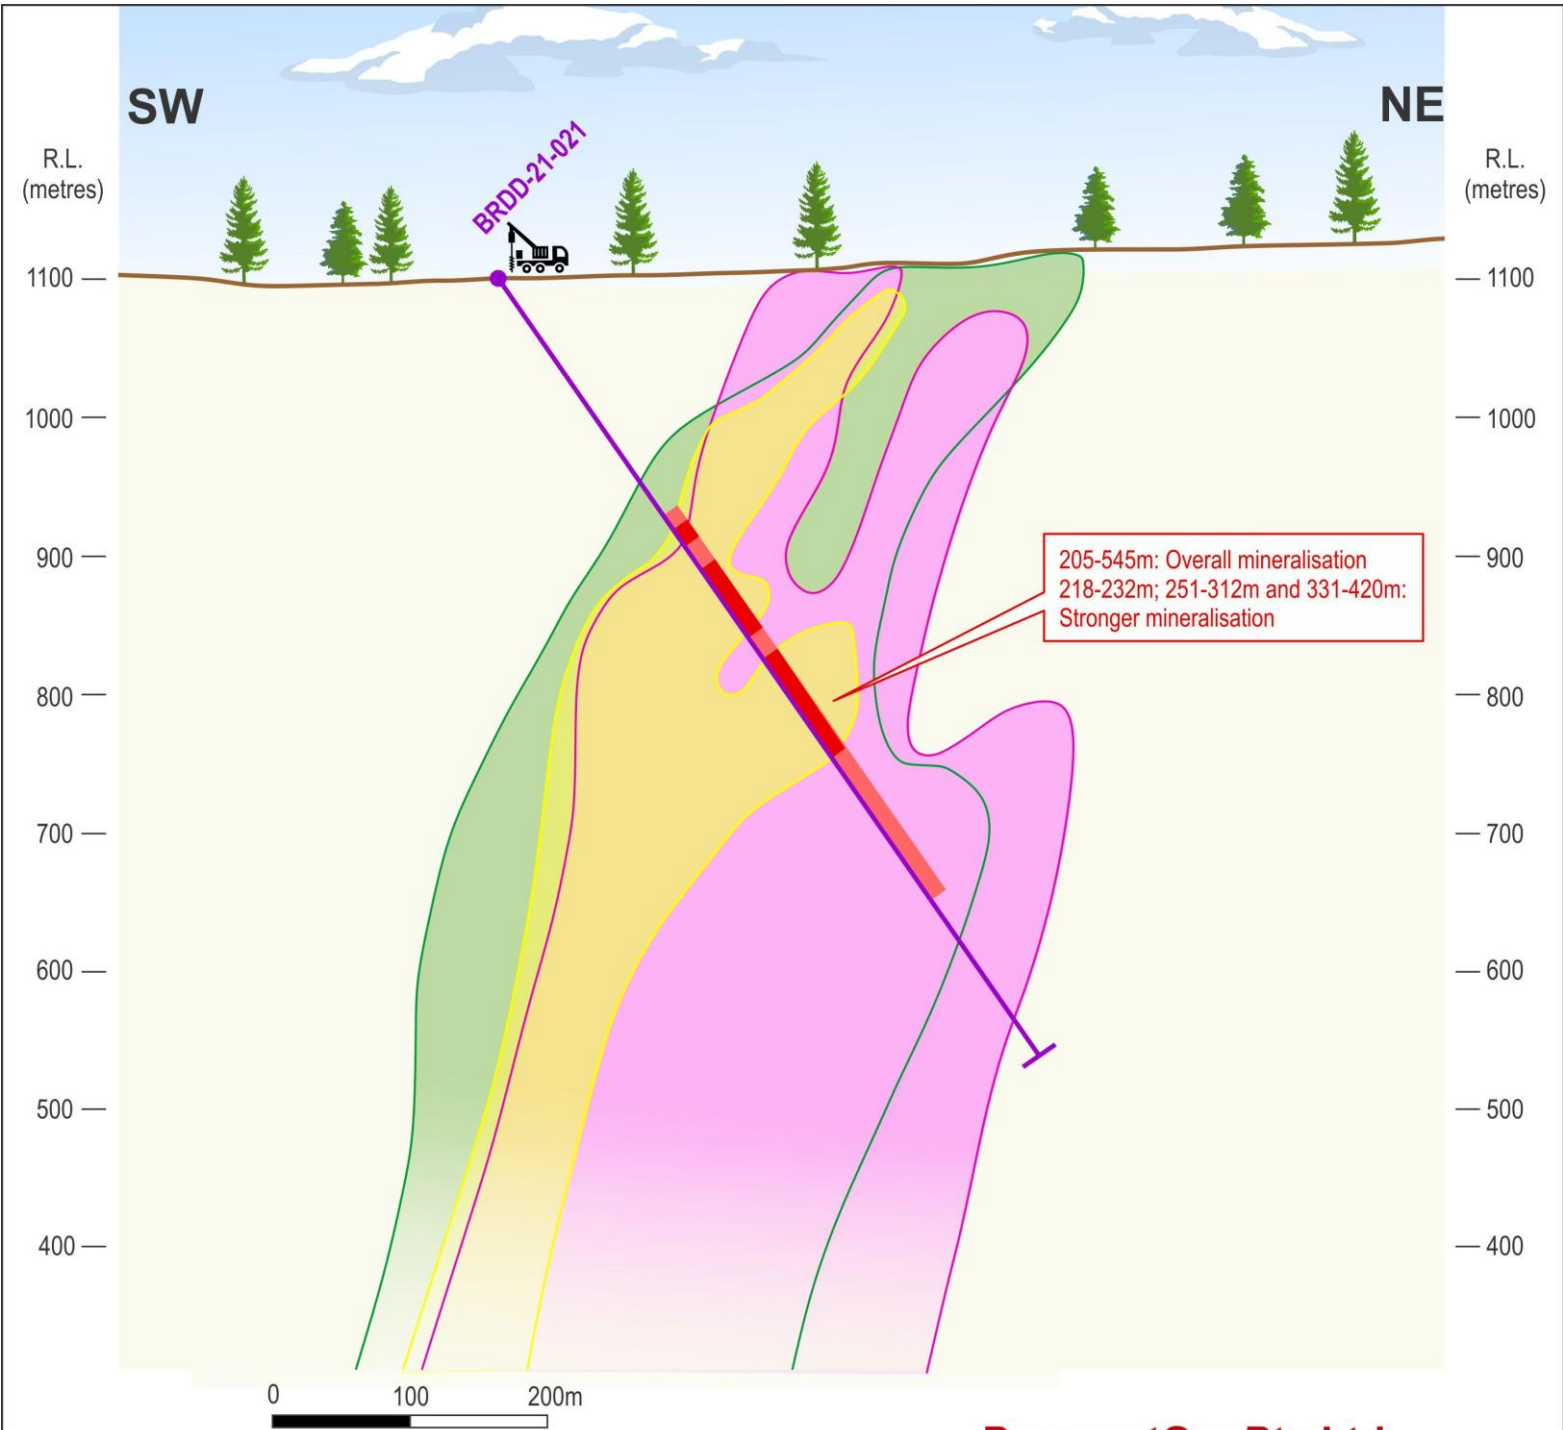 SW
NE
R.L.
(metres)
R.L.
(metres)
BRDD-21-021
1100
1100
1000
1000
900
900
205-545m: Overall mineralisation
218-232m; 251-312m and 331-420m:
Stronger mineralisation
800
800
700
700
600
600
500
500
400
400
0 100 200m